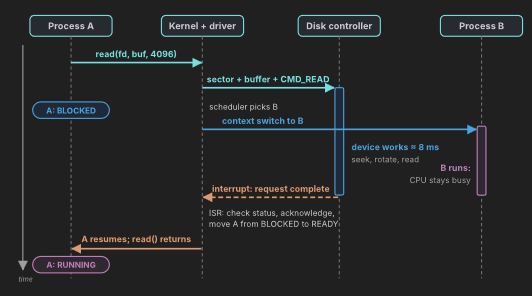 Process A
Kernel + driver
Disk controller
Process B
read(fd, buf, 4096)
sector + buffer + CMD_READ
A: BLOCKED
scheduler picks B
context switch to B
device works ≈ 8 ms
seek, rotate, read
B runs:
CPU stays busy
interrupt: request complete
ISR: check status, acknowledge,
move A from BLOCKED to READY
A resumes; read() returns
A: RUNNING
time